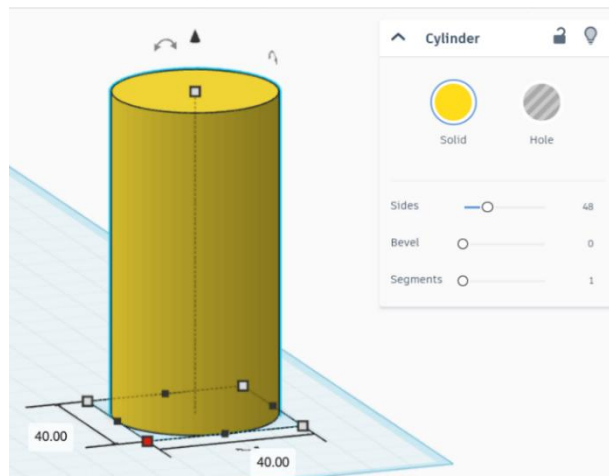 Cylinder
Solid Hole
Sides 48
Bevel 0
Segments 1
40.00
40.00